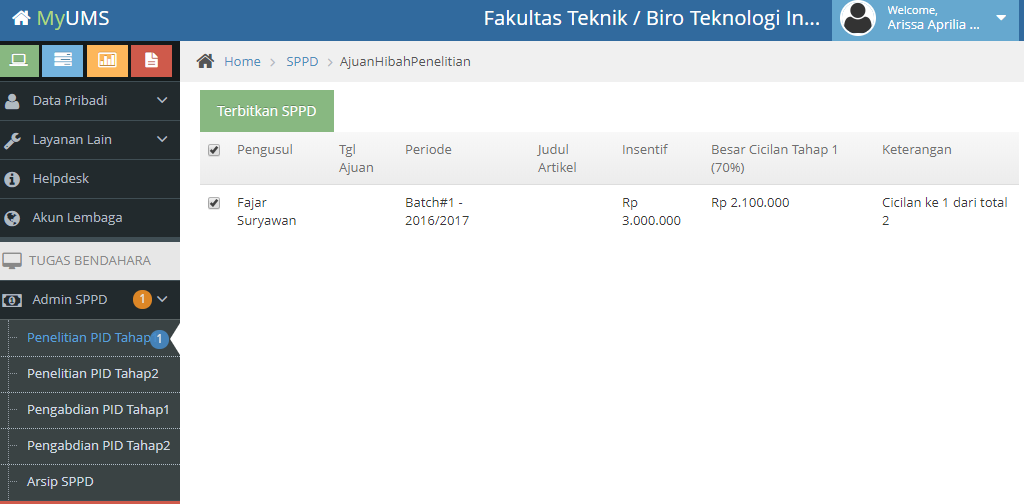 MyUMS
Fakultas Teknik / Biro Teknologi In...
Welcome,
Arissa Aprilia ...
Home > SPPD > AjuanHibahPenelitian
Data Pribadi
Layanan Lain
Helpdesk
Akun Lembaga
TUGAS BENDAHARA
Admin SPPD 1
Penelitian PID Tahap 1
Penelitian PID Tahap2
Pengabdian PID Tahap1
Pengabdian PID Tahap2
Arsip SPPD
Terbitkan SPPD
Pengusul Tgl Periode Judul Insentif Besar Cicilan Tahap 1 Keterangan
Ajuan Artikel (70%)
Fajar Batch#1 - Rp Rp 2.100.000 Cicilan ke 1 dari total
Suryawan 2016/2017 3.000.000 2